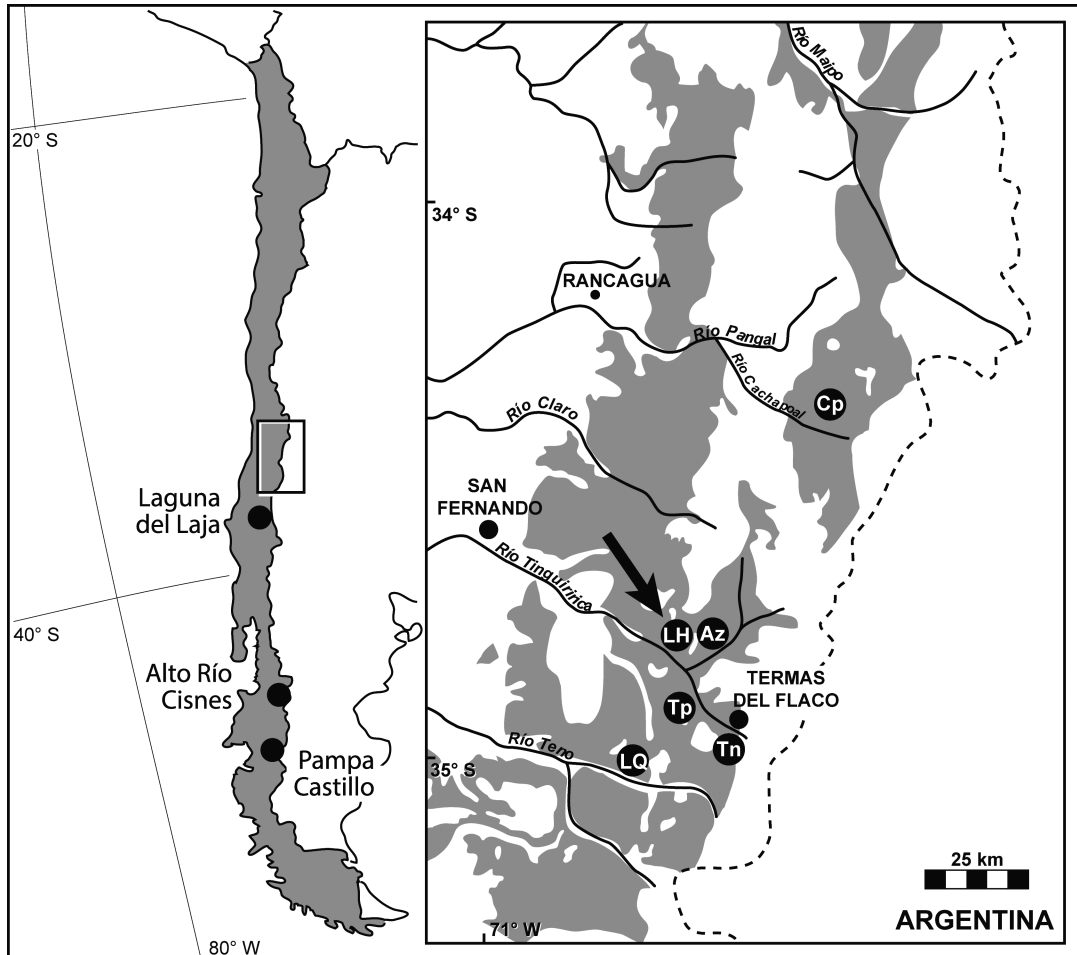 20° S
Laguna
del Laja
40° S
Alto Río
Cisnes
Pampa
Castillo
80° W
Río Maipo
34° S
RANCAGUA
Río Pangal
Río Cachapoal
Cp
Río Claro
SAN
FERNANDO
Río Tinguiririca
LH
Az
TERMAS
DEL FLACO
Tp
Tn
Río Teno
LQ
35° S
25 km
ARGENTINA
71° W